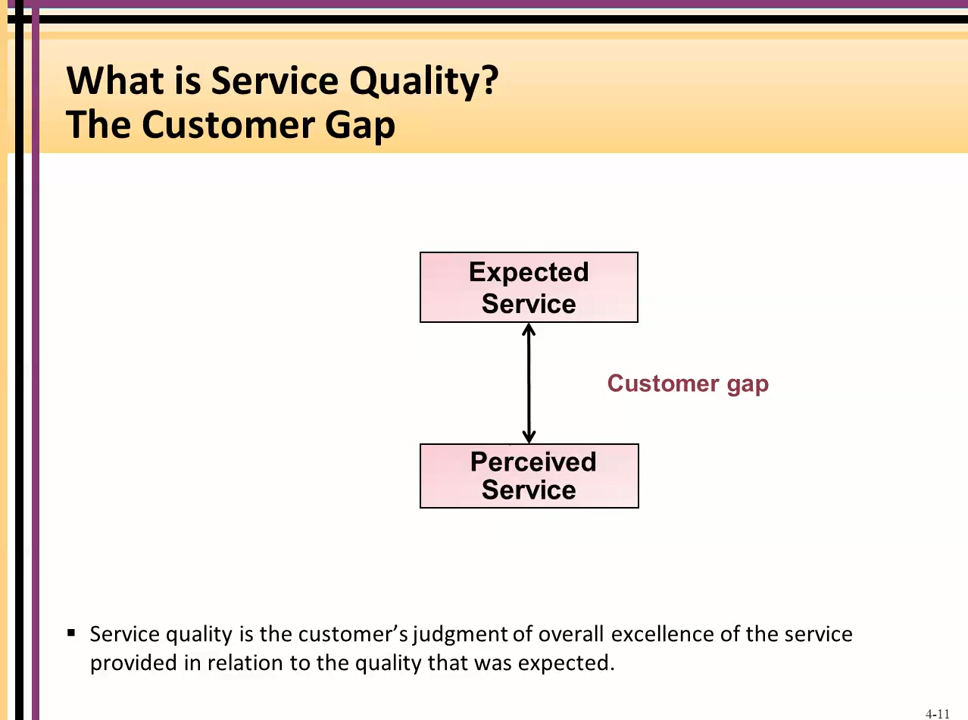 What is Service Quality?
The Customer Gap
Expected
Service
Customer gap
Perceived
Service
▪ Service quality is the customer’s judgment of overall excellence of the service
provided in relation to the quality that was expected.
4-11